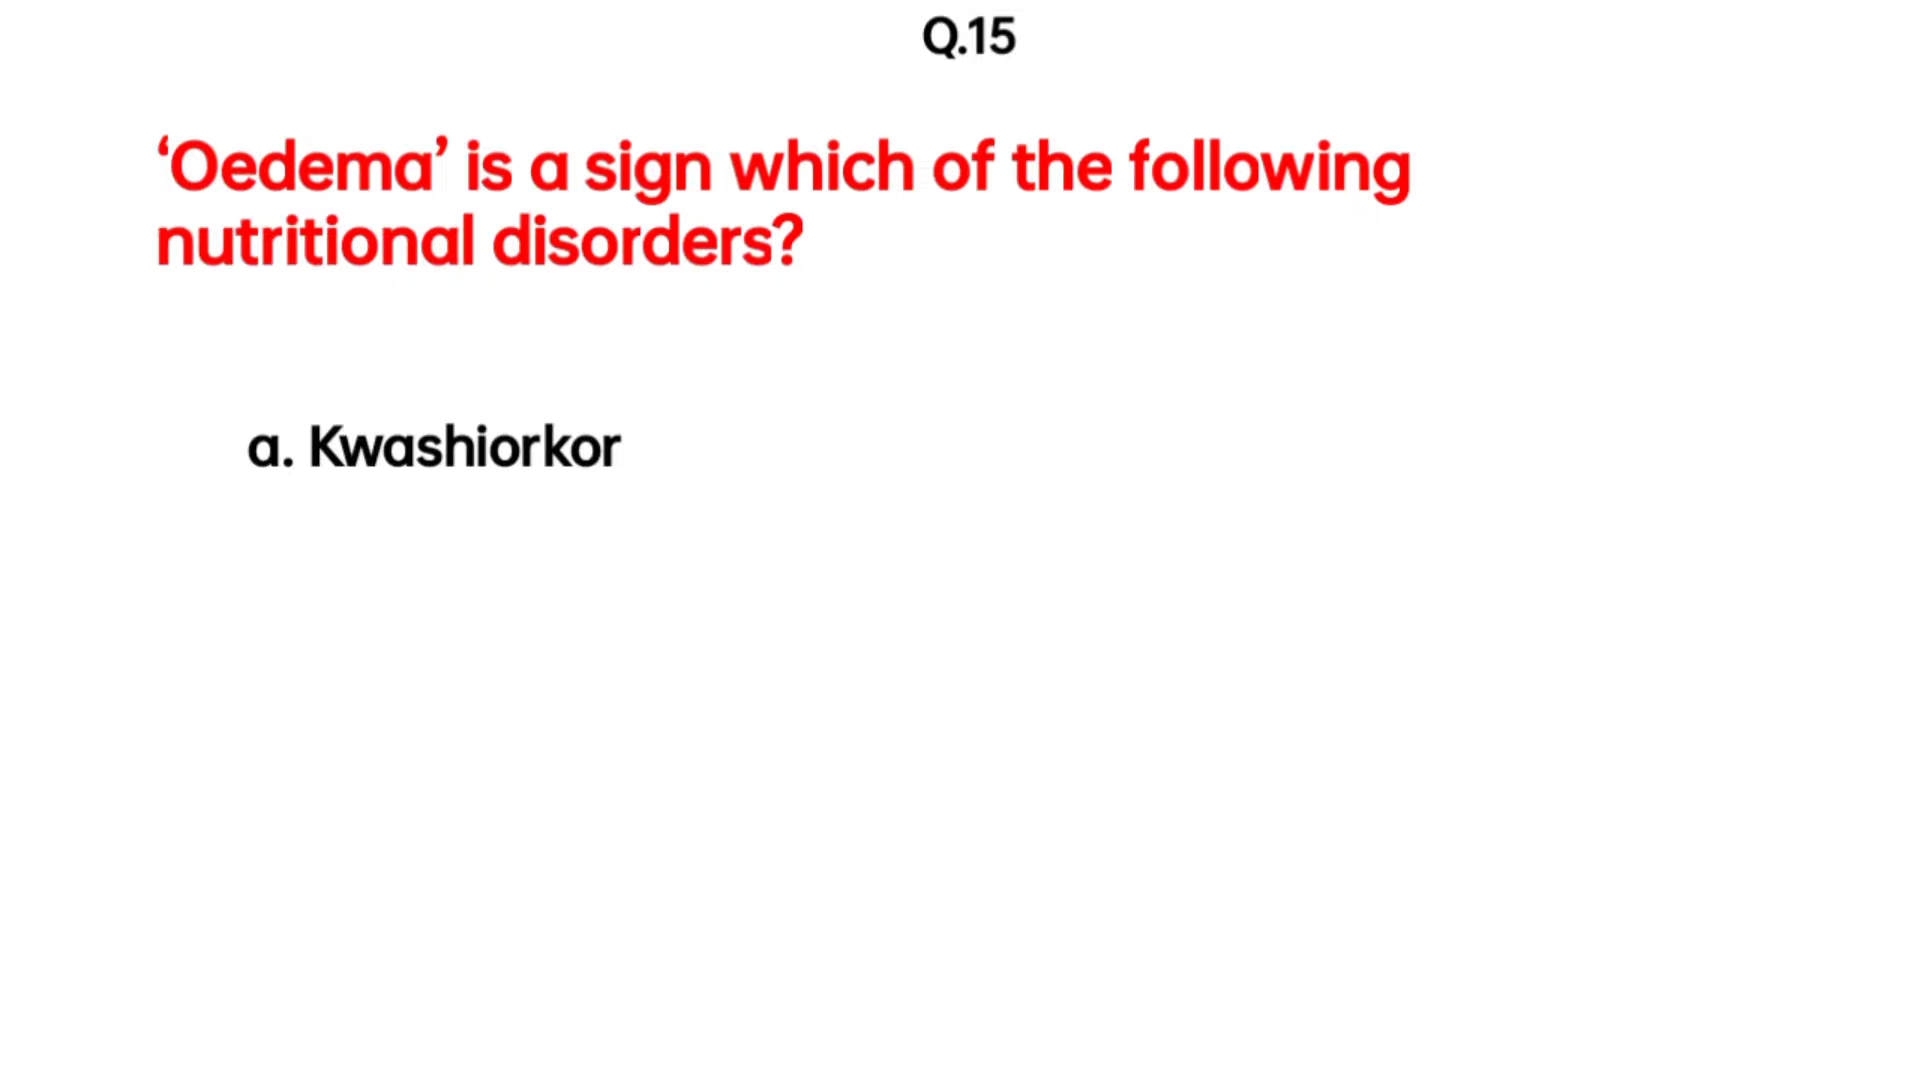 Q.15
‘Oedema’ is a sign which of the following
nutritional disorders?
a. Kwashiorkor